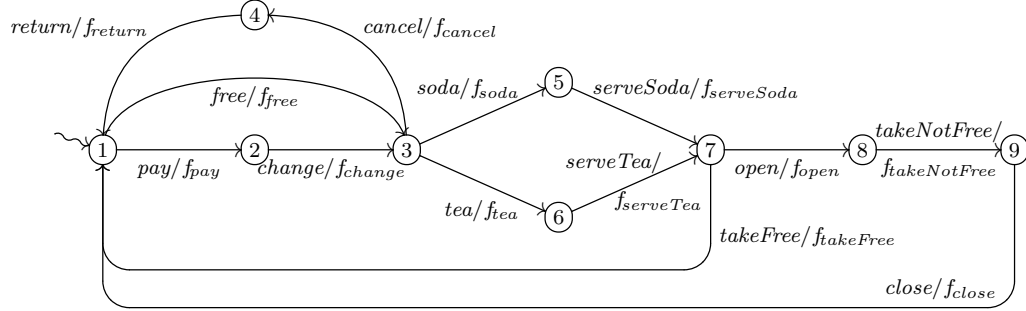 4
return/f_return
cancel/f_cancel
free/f_free
soda/f_soda
5
serveSoda/f_serveSoda
1
pay/f_pay
2
change/f_change
3
tea/f_tea
6
serveTea/
f_serveTea
7
open/f_open
8
takeNotFree/
f_takeNotFree
9
takeFree/f_takeFree
close/f_close